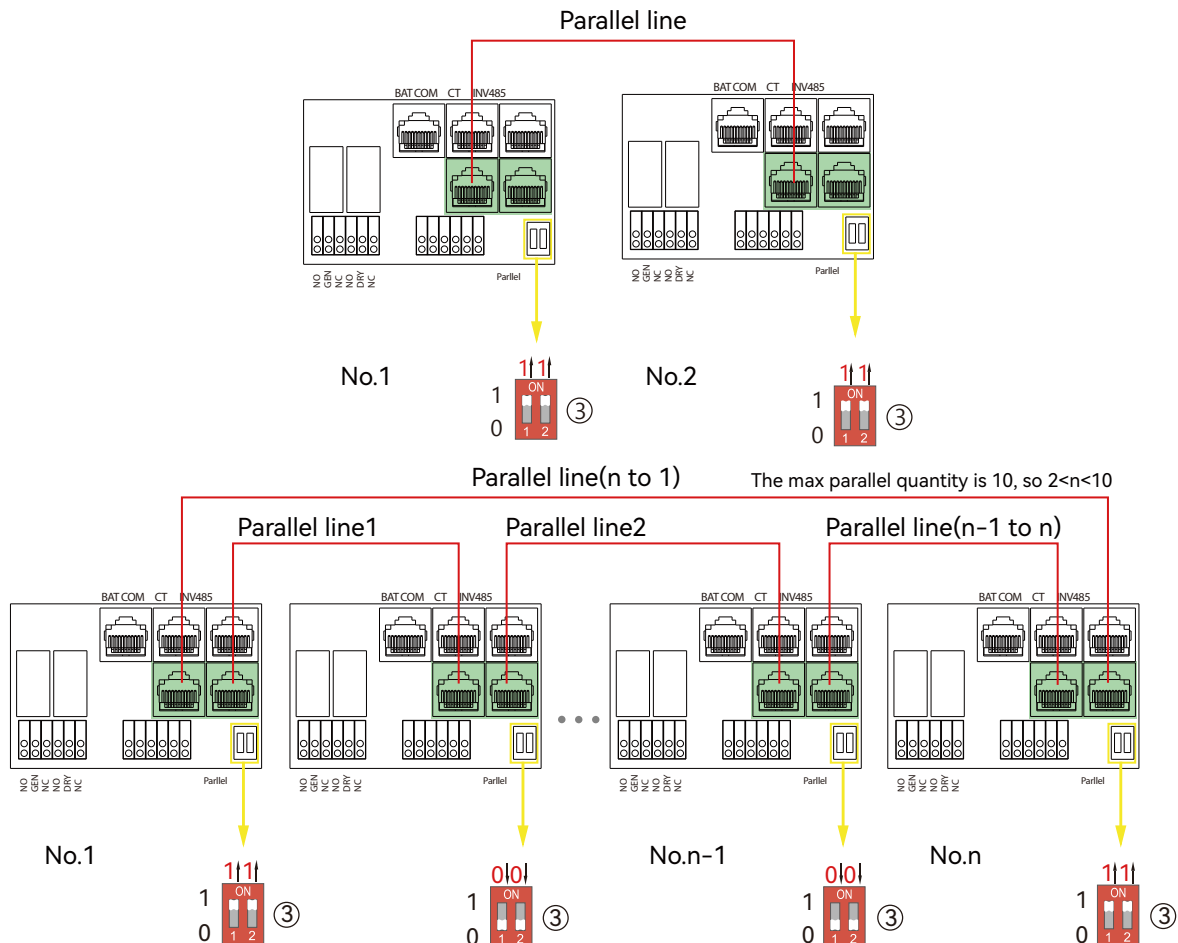 Parallel line
BAT COM CT INV485
BAT COM CT INV485
NO GEN NC NO DRY NC
Parllel
NO GEN NC NO DRY NC
Parllel
No.1
1 1
ON
1
0
1 2
③
No.2
1 1
ON
1
0
1 2
③
Parallel line(n to 1)
The max parallel quantity is 10, so 2<n<10
Parallel line1
Parallel line2
Parallel line(n-1 to n)
BAT COM CT INV485
BAT COM CT INV485
BAT COM CT INV485
BAT COM CT INV485
NO GEN NC NO DRY NC
Parllel
NO GEN NC NO DRY NC
Parllel
NO GEN NC NO DRY NC
Parllel
NO GEN NC NO DRY NC
Parllel
No.1
1 1
ON
1
0
1 2
③
0 0
ON
1
0
1 2
③
No.n-1
0 0
ON
1
0
1 2
③
No.n
1 1
ON
1
0
1 2
③